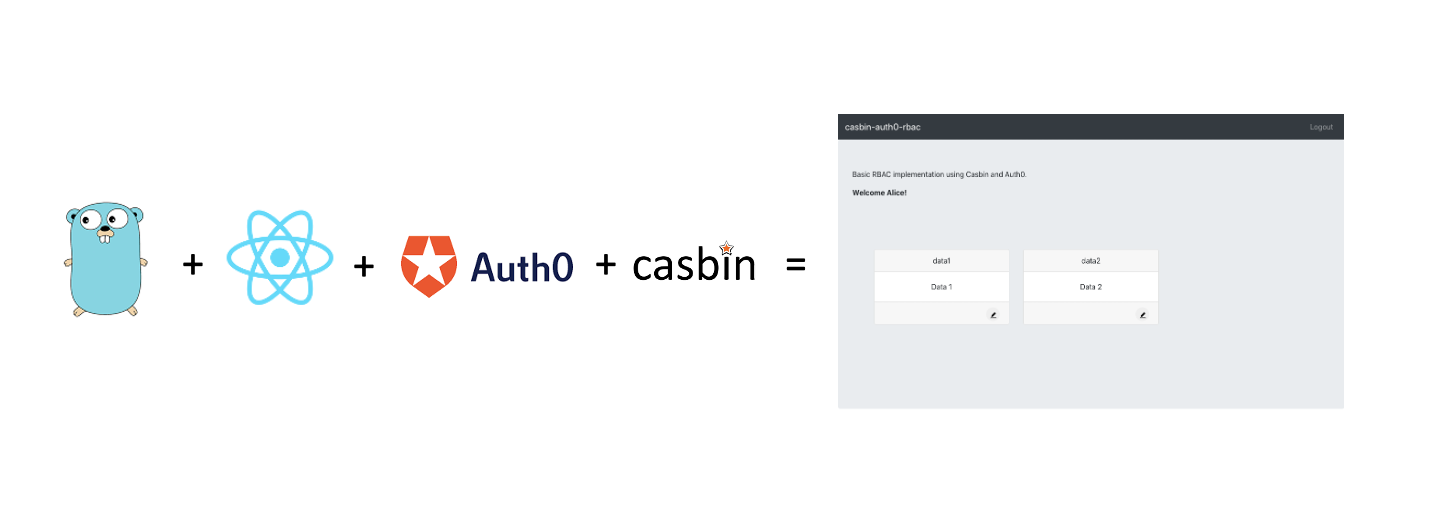 + + Auth0 + casbin =
casbin-auth0-rbac Logout
Basic RBAC implementation using Casbin and Auth0.
Welcome Alice!
data1 data2
Data 1 Data 2